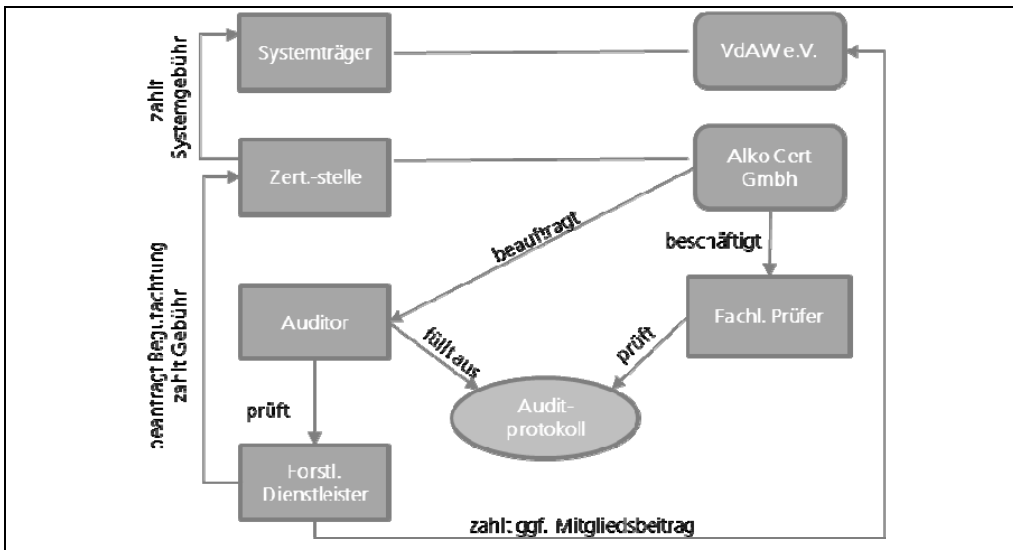 Systemträger
VdAW e.V.
zahlt
Systemgebühr
Zert.-stelle
Alko Cert
Gmbh
beauftragt
beschäftigt
beantragt Begutachtung
zahlt Gebühr
Auditor
Fachl. Prüfer
füllt aus
prüft
prüft
Audit-
protokoll
Forstl.
Dienstleister
zahlt ggf. Mitgliedsbeitrag